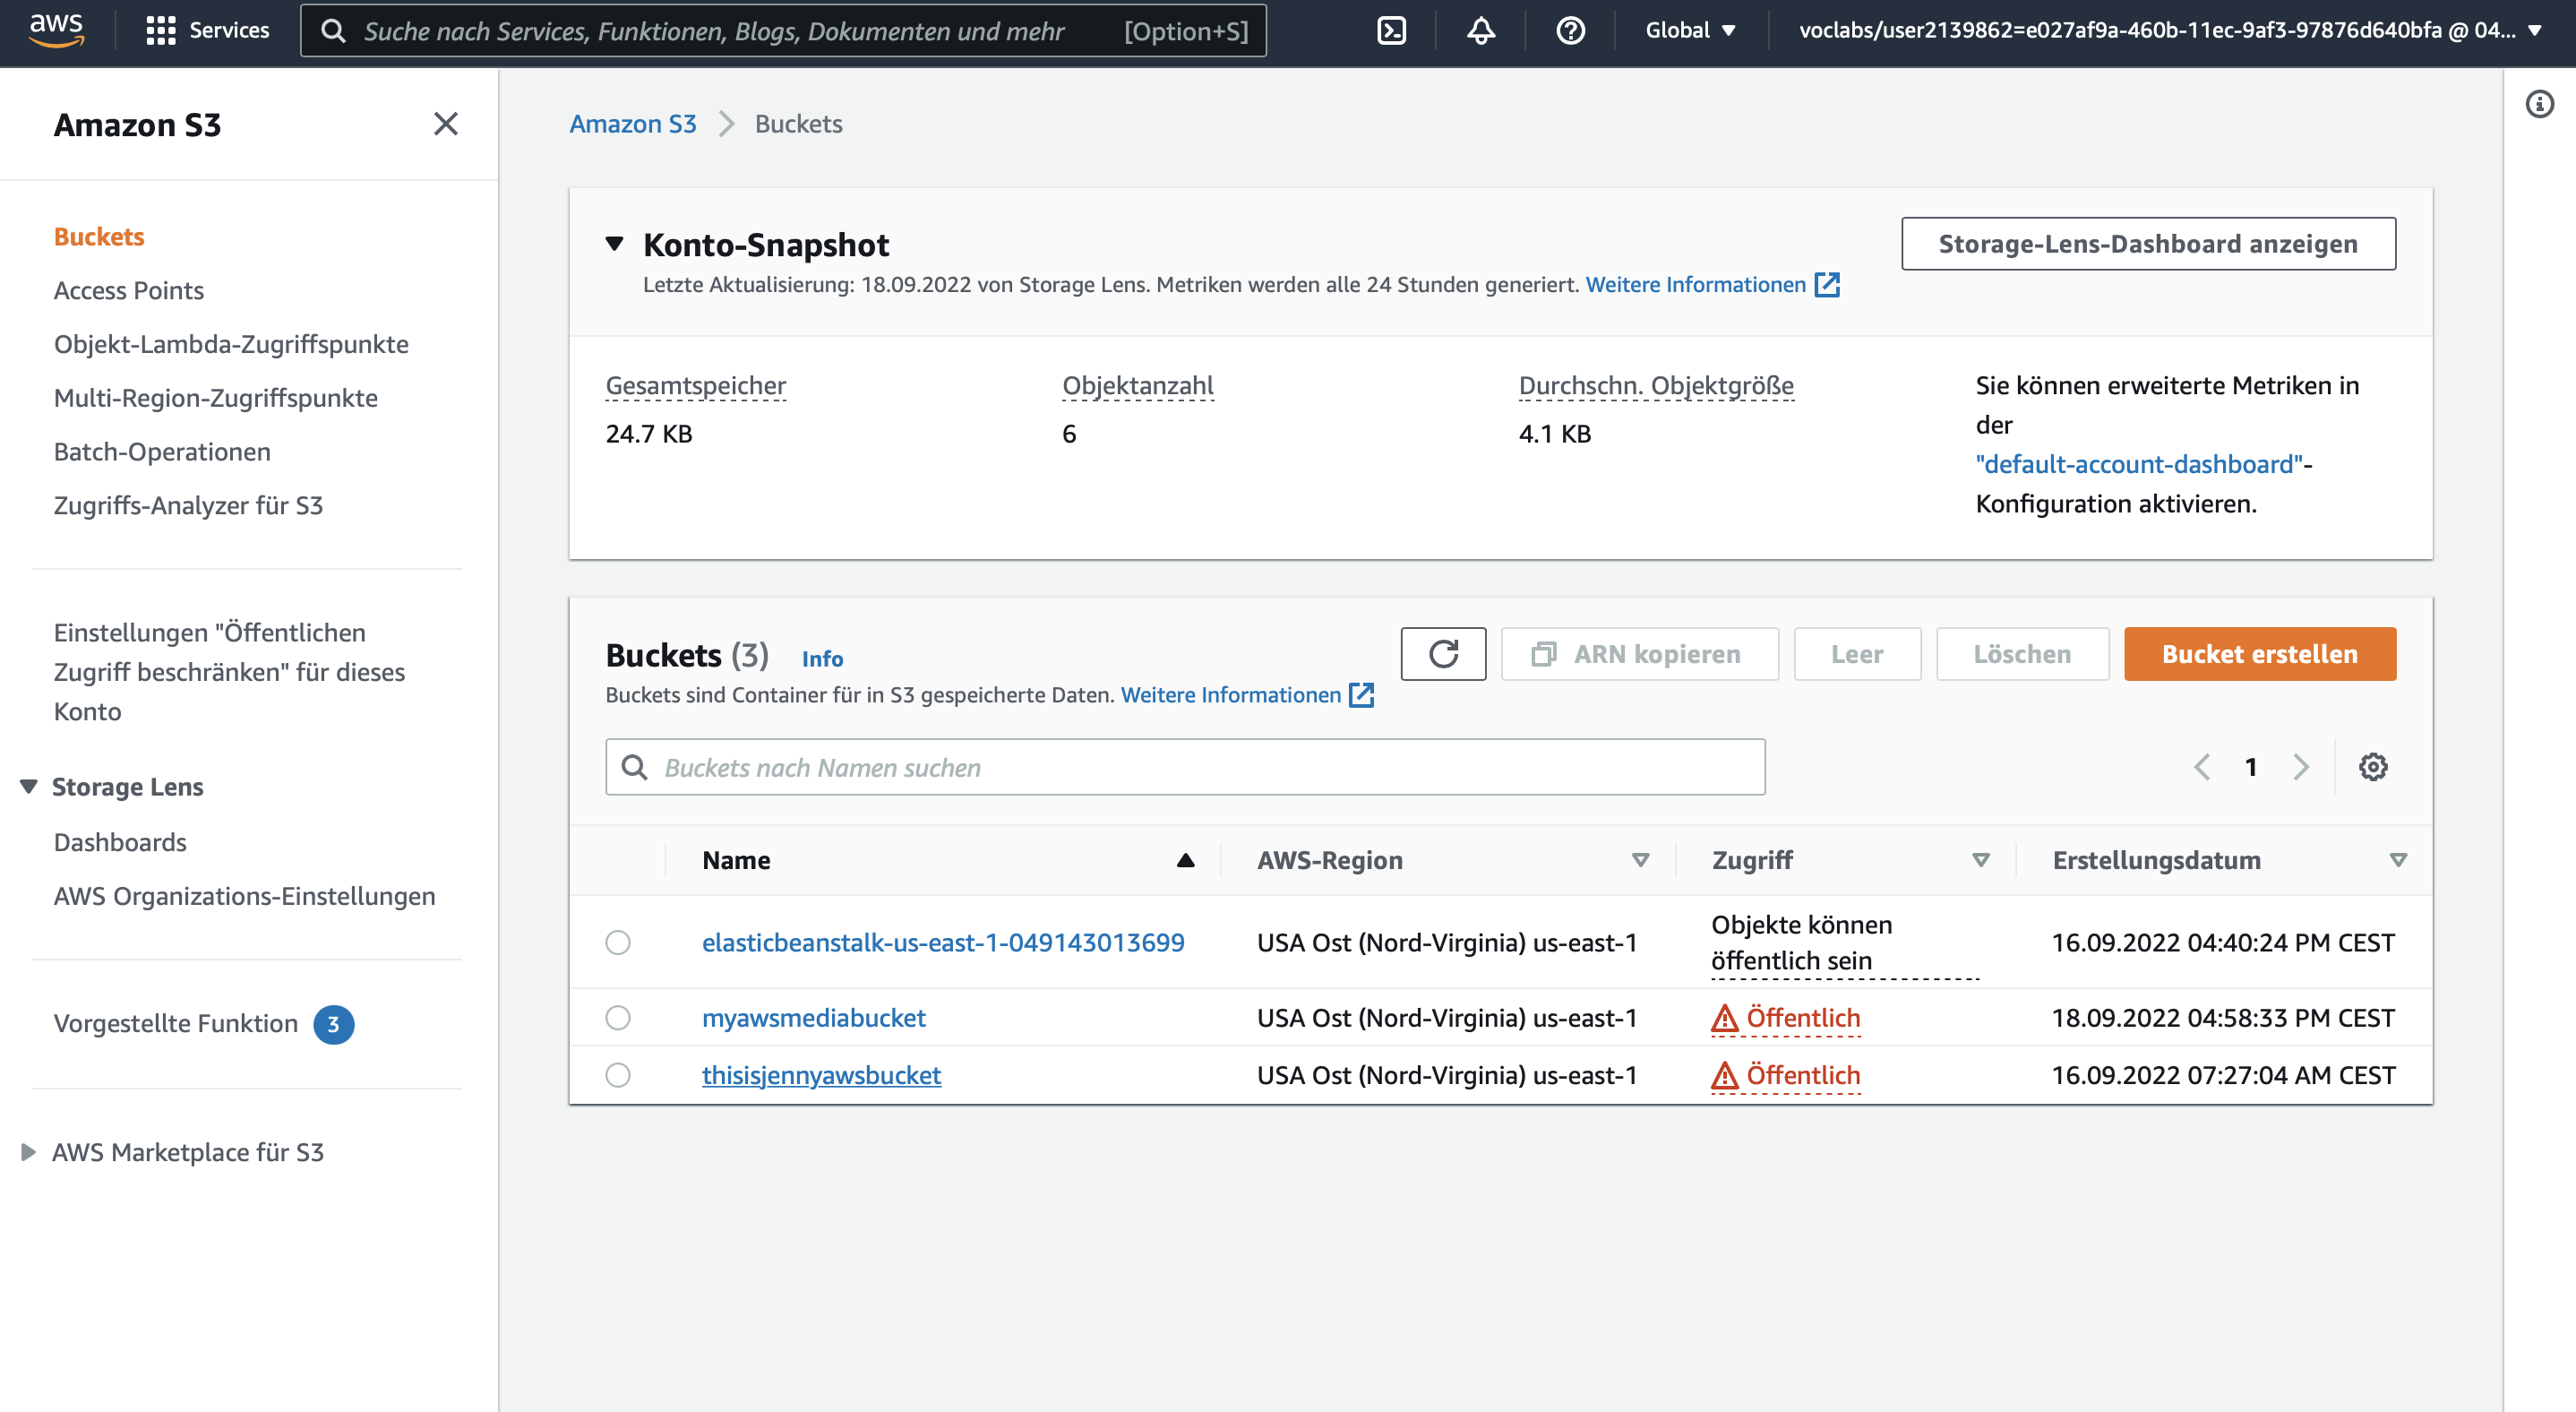 aws
Services
Suche nach Services, Funktionen, Blogs, Dokumenten und mehr [Option+S]
Global
voclabs/user2139862=e027af9a-460b-11ec-9af3-97876d640bfa @ 04...
Amazon S3
Buckets
Access Points
Objekt-Lambda-Zugriffspunkte
Multi-Region-Zugriffspunkte
Batch-Operationen
Zugriffs-Analyzer für S3
Einstellungen "Öffentlichen
Zugriff beschränken" für dieses
Konto
Storage Lens
Dashboards
AWS Organizations-Einstellungen
Vorgestellte Funktion 3
AWS Marketplace für S3
Amazon S3 Buckets
Konto-Snapshot
Storage-Lens-Dashboard anzeigen
Letzte Aktualisierung: 18.09.2022 von Storage Lens. Metriken werden alle 24 Stunden generiert. Weitere Informationen
Gesamtspeicher
24.7 KB
Objektanzahl
6
Durchschn. Objektgröße
4.1 KB
Sie können erweiterte Metriken in
der
"default-account-dashboard"-
Konfiguration aktivieren.
Buckets (3) Info
ARN kopieren
Leer
Löschen
Bucket erstellen
Buckets sind Container für in S3 gespeicherte Daten. Weitere Informationen
Buckets nach Namen suchen
1
Name AWS-Region Zugriff Erstellungsdatum
elasticbeanstalk-us-east-1-049143013699 USA Ost (Nord-Virginia) us-east-1 Objekte können
öffentlich sein 16.09.2022 04:40:24 PM CEST
myawsmediabucket USA Ost (Nord-Virginia) us-east-1 Öffentlich 18.09.2022 04:58:33 PM CEST
thisisjennyawsbucket USA Ost (Nord-Virginia) us-east-1 Öffentlich 16.09.2022 07:27:04 AM CEST